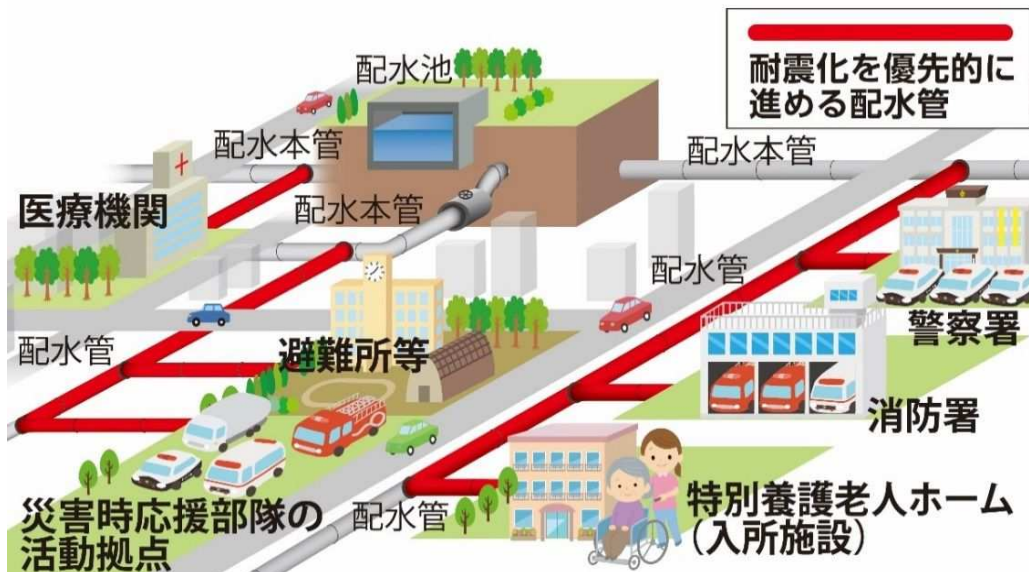 耐震化を優先的に
進める配水管
配水池
配水本管
配水本管
配水本管
医療機関
配水管
警察署
配水管
避難所等
消防署
災害時応援部隊の
活動拠点
配水管
特別養護老人ホーム
（入所施設）